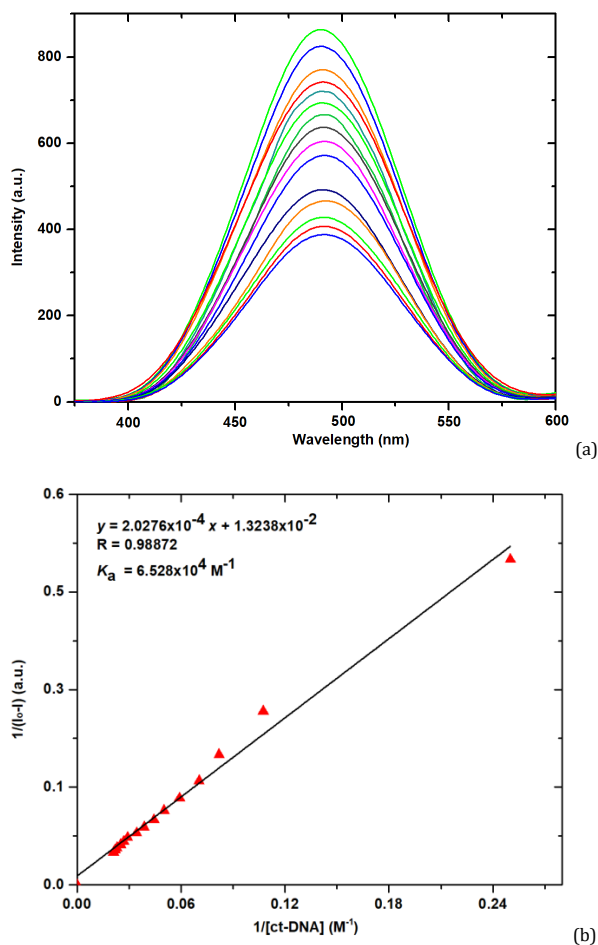 800
600
400
200
0
400
450
500
550
600
Intensity (a.u.)
Wavelength (nm)
(a)
0.6
0.5
0.3
0.1
0.0
y = 2.0276x10⁻⁴ x + 1.3238x10⁻²
R = 0.98872
Kₐ = 6.528x10⁴ M⁻¹
1/(I₀-I) (a.u.)
0.00
0.06
0.12
0.18
0.24
1/[ct-DNA] (M⁻¹)
(b)